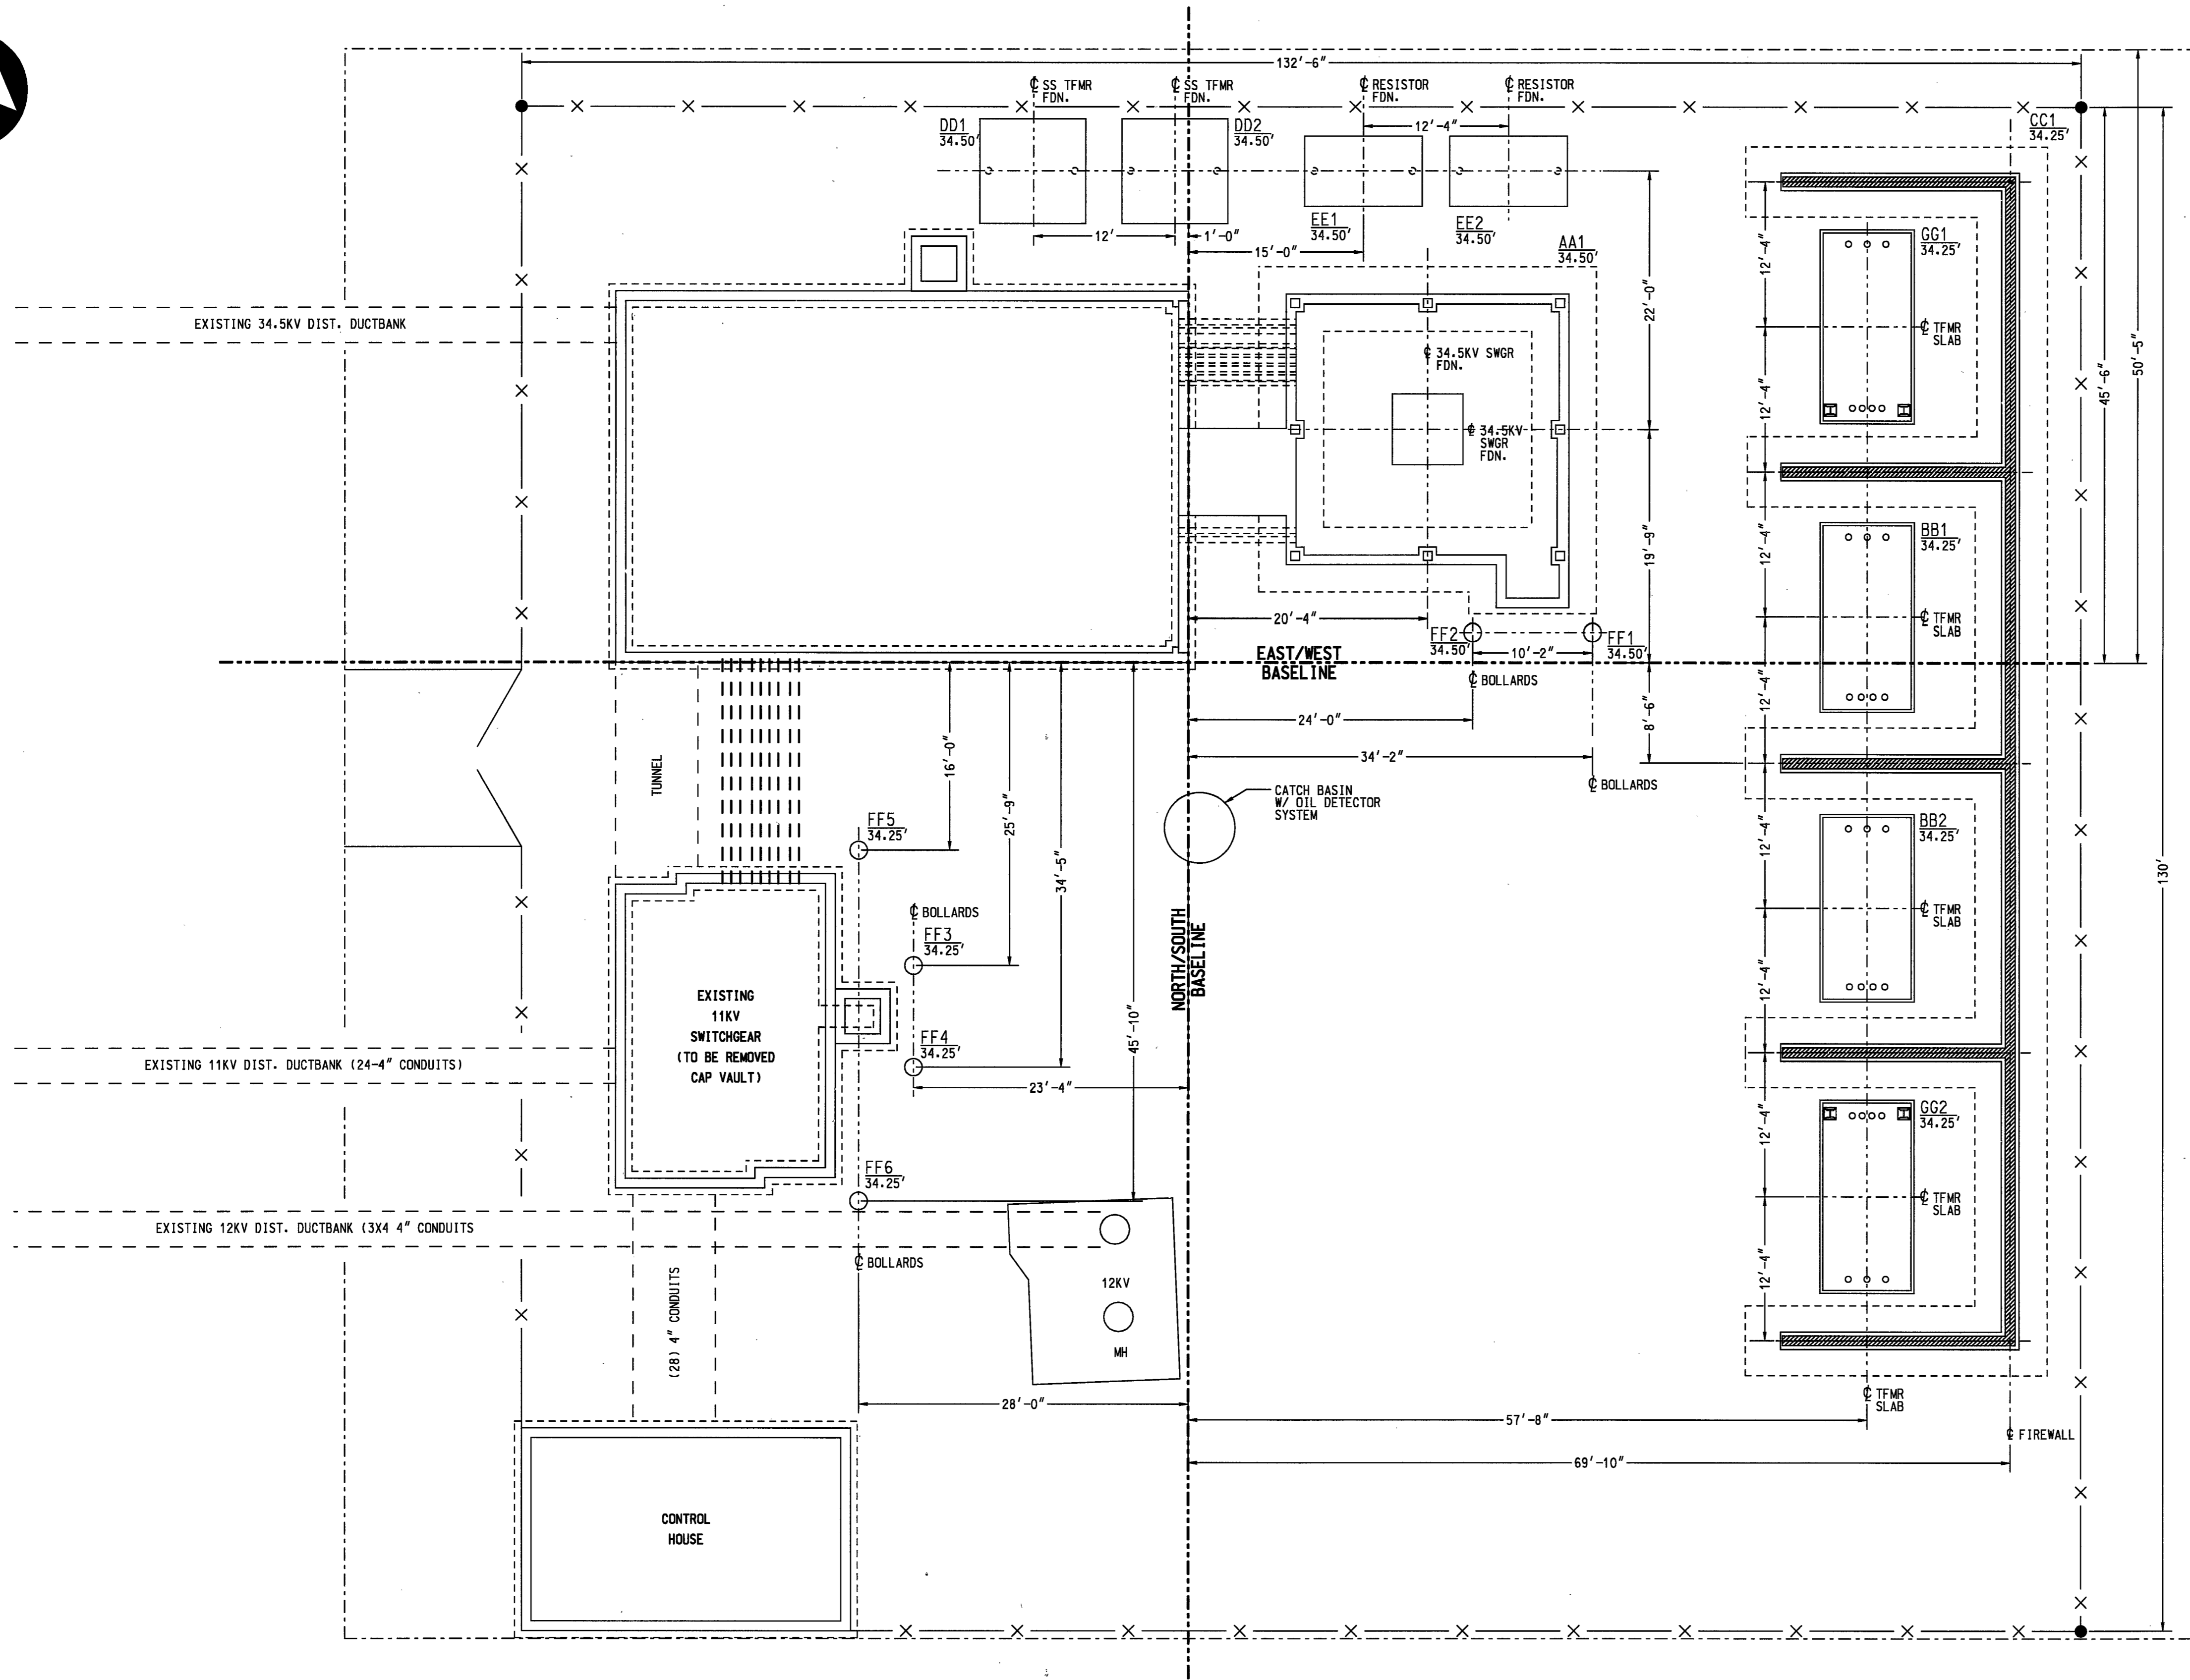 132'-6"
℄ SS TFMR
FDN.
℄ SS TFMR
FDN.
℄ RESISTOR
FDN.
℄ RESISTOR
FDN.
DD1
34.50'
DD2
34.50'
12'-4"
CC1
34.25'
EE1
34.50'
EE2
34.50'
12'
1'-0"
15'-0"
AA1
34.50'
GG1
34.25'
12'-4"
22'-0"
EXISTING 34.5KV DIST. DUCTBANK
℄ TFMR
SLAB
℄ 34.5KV SWGR
FDN.
50'-5"
45'-6"
12'-4"
℄ 34.5KV
SWGR
FDN.
BB1
34.25'
12'-4"
19'-9"
20'-4"
℄ TFMR
SLAB
FF2
34.50'
FF1
34.50'
10'-2"
EAST/WEST
BASELINE
℄ BOLLARDS
12'-4"
8'-6"
24'-0"
34'-2"
℄ BOLLARDS
TUNNEL
16'-0"
25'-9"
34'-5"
CATCH BASIN
W/ OIL DETECTOR
SYSTEM
FF5
34.25'
BB2
34.25'
12'-4"
130'
℄ BOLLARDS
FF3
34.25'
℄ TFMR
SLAB
NORTH/SOUTH
BASELINE
12'-4"
EXISTING
11KV
SWITCHGEAR
(TO BE REMOVED
CAP VAULT)
45'-10"
FF4
34.25'
EXISTING 11KV DIST. DUCTBANK (24-4" CONDUITS)
23'-4"
GG2
34.25'
12'-4"
FF6
34.25'
℄ TFMR
SLAB
EXISTING 12KV DIST. DUCTBANK (3X4 4" CONDUITS
℄ BOLLARDS
12'-4"
12KV
(28) 4" CONDUITS
MH
28'-0"
℄ TFMR
SLAB
57'-8"
℄ FIREWALL
69'-10"
CONTROL
HOUSE